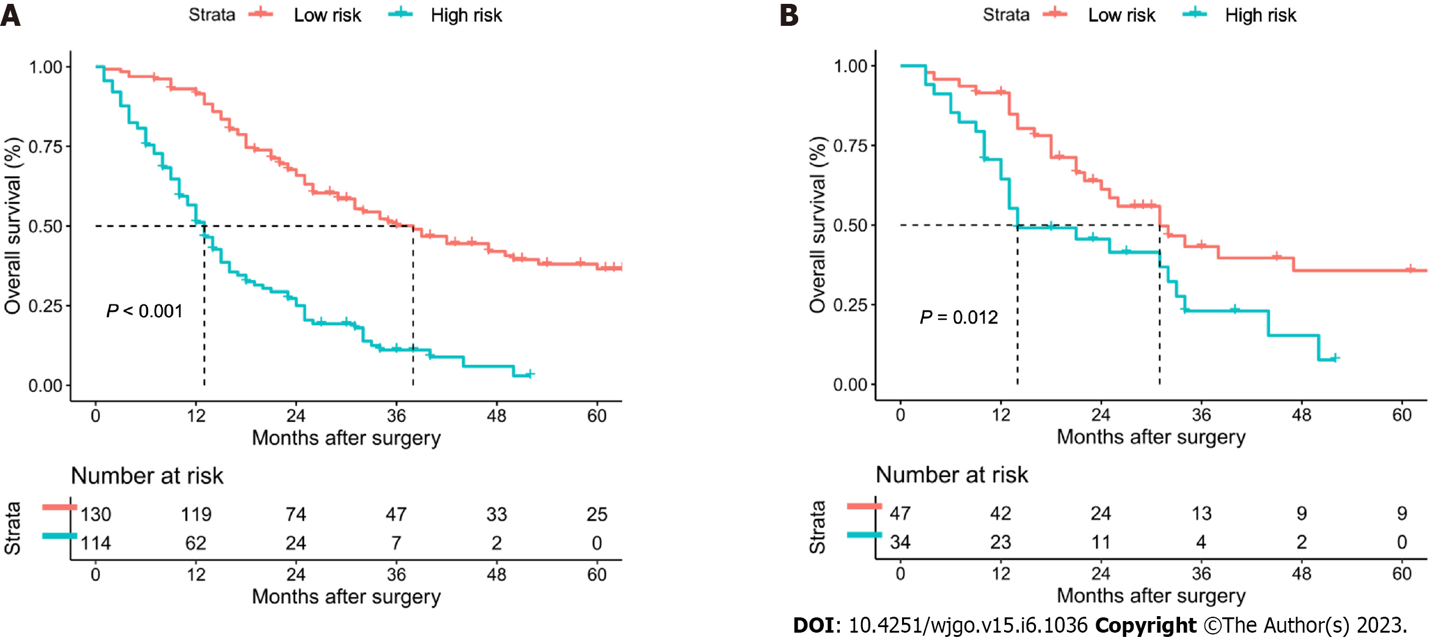 A
Strata Low risk High risk
1.00
0.75
0.50
0.25
0.00
Overall survival (%)
P < 0.001
0 12 24 36 48 60
Months after surgery
Number at risk
Strata
130 119 74 47 33 25
114 62 24 7 2 0
0 12 24 36 48 60
Months after surgery
B
Strata Low risk High risk
1.00
0.75
0.50
0.25
0.00
Overall survival (%)
P = 0.012
0 12 24 36 48 60
Months after surgery
Number at risk
Strata
47 42 24 13 9 9
34 23 11 4 2 0
0 12 24 36 48 60
Months after surgery
DOI: 10.4251/wjgo.v15.i6.1036 Copyright ©The Author(s) 2023.